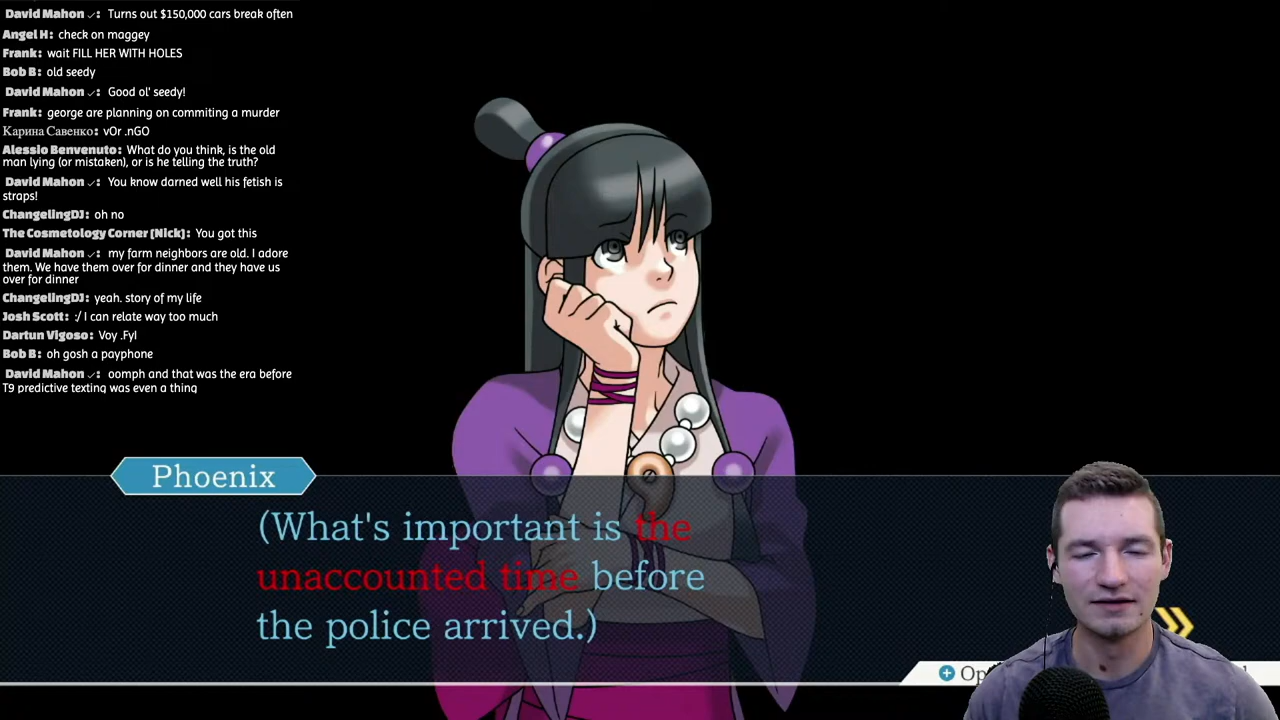 David Mahon ✓: Turns out $150,000 cars break often
Angel H: check on maggey
Frank: wait FILL HER WITH HOLES
Bob B: old seedy
David Mahon ✓: Good ol' seedy!
Frank: george are planning on commiting a murder
Карина Савенко: vOr .nGO
Alessio Benvenuto: What do you think, is the old
man lying (or mistaken), or is he telling the truth?
David Mahon ✓: You know darned well his fetish is
straps!
ChangelingDJ: oh no
The Cosmetology Corner (Nick): You got this
David Mahon ✓: my farm neighbors are old. I adore
them. We have them over for dinner and they have us
over for dinner
ChangelingDJ: yeah. story of my life
Josh Scott: :/ I can relate way too much
Dartun Vigoso: Voy .FyI
Bob B: oh gosh a payphone
David Mahon ✓: oomph and that was the era before
T9 predictive texting was even a thing
Phoenix
(What's important is the
unaccounted time before
the police arrived.)